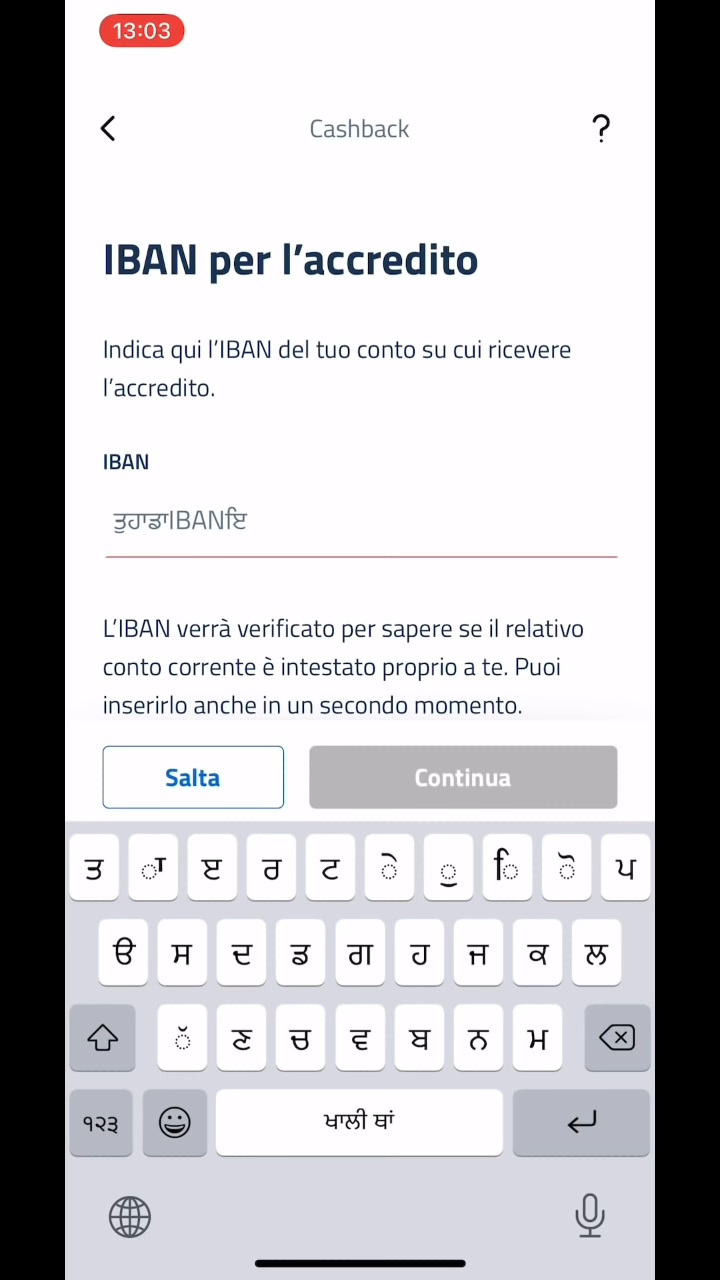 13:03
Cashback
?
IBAN per l'accredito
Indica qui l'IBAN del tuo conto su cui ricevere
l'accredito.
IBAN
ਤੁਹਾਡਾIBANਇ
L'IBAN verrà verificato per sapere se il relativo
conto corrente è intestato proprio a te. Puoi
inserirlo anche in un secondo momento.
Salta Continua
ਤ ਾ ੲ ਰ ਟ ੇ ੁ ਿ ੋ ਪ
ੳ ਸ ਦ ਡ ਗ ਹ ਜ ਕ ਲ
ੱ ਣ ਚ ਵ ਬ ਨ ਮ
੧੨੩ ਖਾਲੀ ਥਾਂ